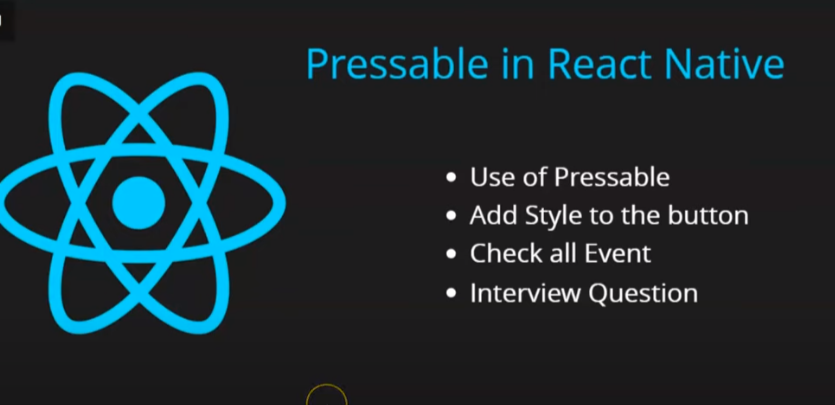 Pressable in React Native
• Use of Pressable
• Add Style to the button
• Check all Event
• Interview Question